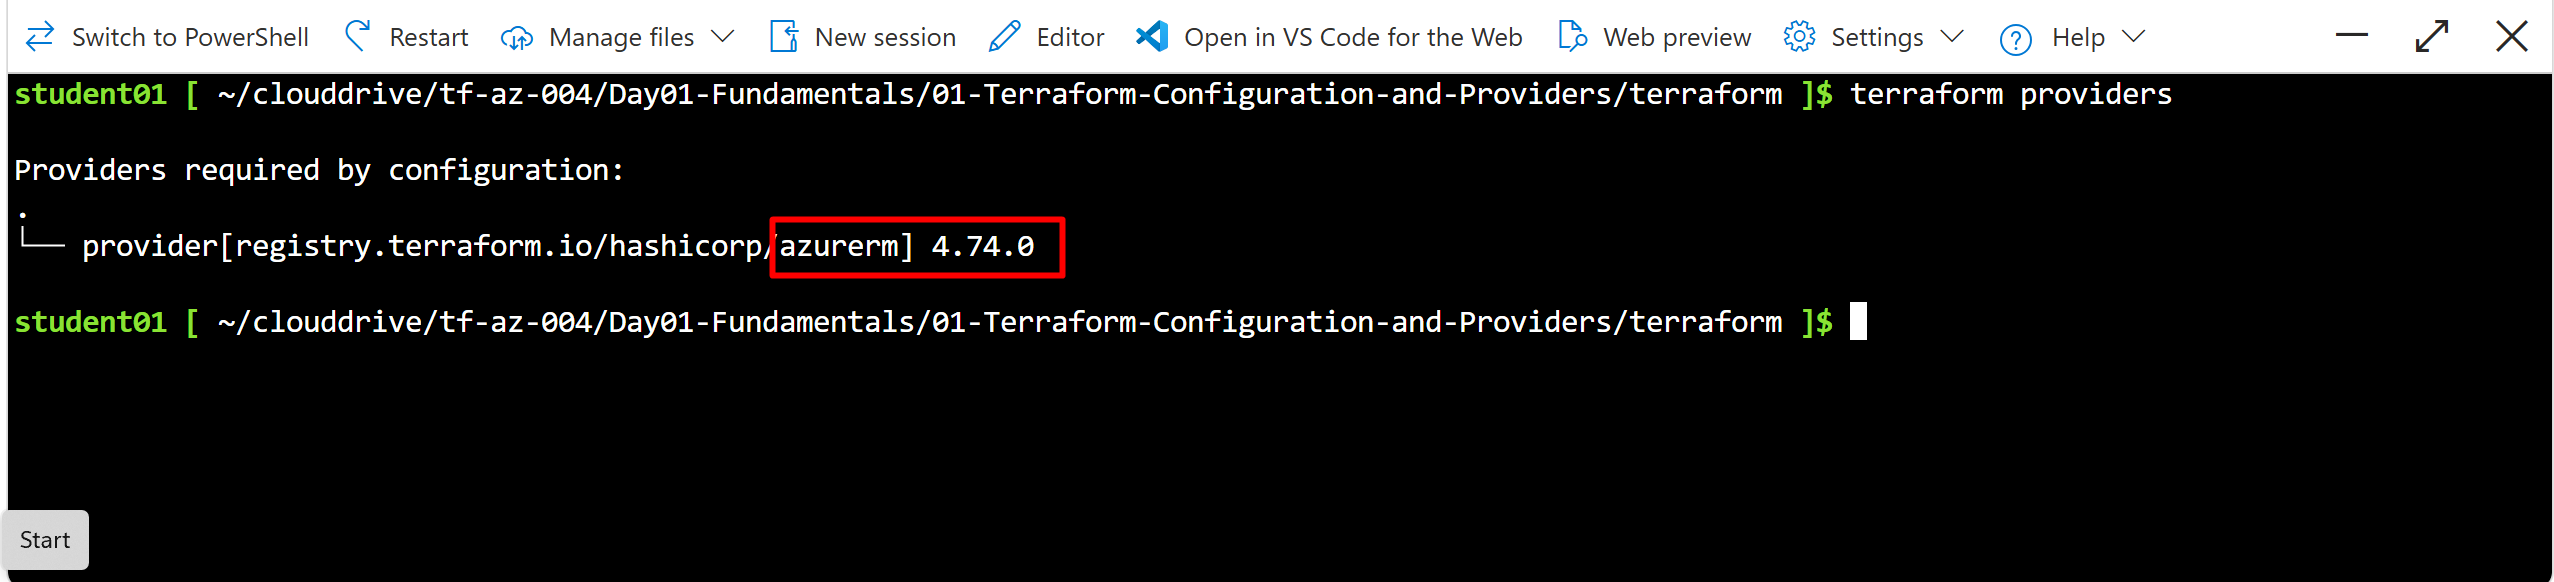 Switch to PowerShell Restart Manage files New session Editor Open in VS Code for the Web Web preview Settings Help
student01 [ ~/clouddrive/tf-az-004/Day01-Fundamentals/01-Terraform-Configuration-and-Providers/terraform ]$ terraform providers
Providers required by configuration:
.
└── provider[registry.terraform.io/hashicorp/azurerm] 4.74.0
student01 [ ~/clouddrive/tf-az-004/Day01-Fundamentals/01-Terraform-Configuration-and-Providers/terraform ]$
Start